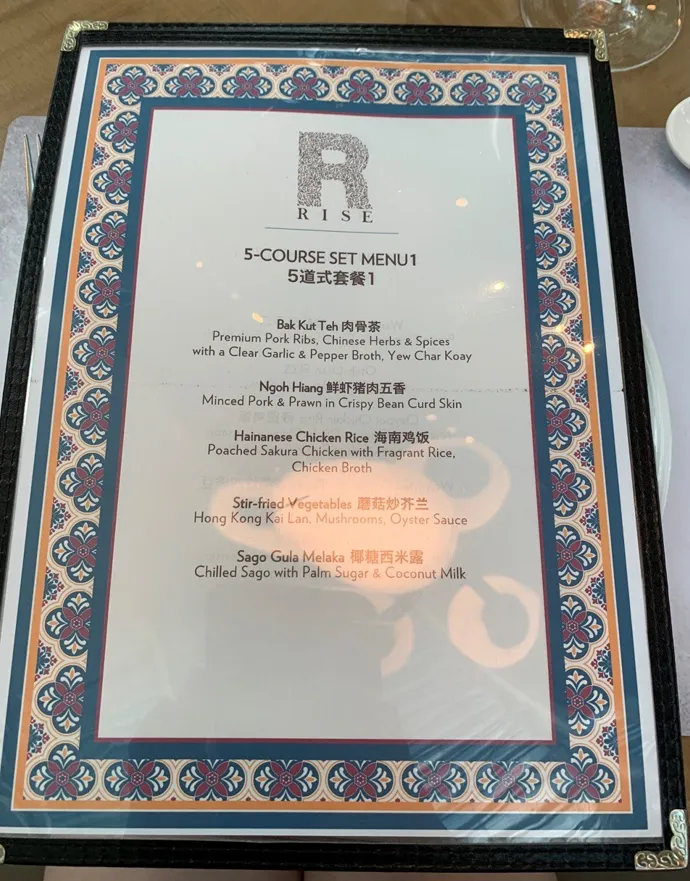 R
RISE
5-COURSE SET MENU1
5道式套餐1
Bak Kut Teh 肉骨茶
Premium Pork Ribs, Chinese Herbs & Spices
with a Clear Garlic & Pepper Broth, Yew Char Koay
Ngoh Hiang 鲜虾猪肉五香
Minced Pork & Prawn in Crispy Bean Curd Skin
Hainanese Chicken Rice 海南鸡饭
Poached Sakura Chicken with Fragrant Rice,
Chicken Broth
Stir-fried Vegetables 蘑菇炒芥兰
Hong Kong Kai Lan, Mushrooms, Oyster Sauce
Sago Gula Melaka 椰糖西米露
Chilled Sago with Palm Sugar & Coconut Milk